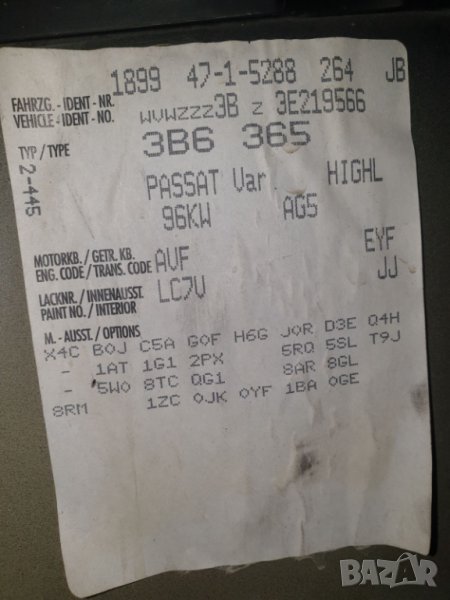 1899 47-1-5288 264 JB
FAHRZG.-IDENT-NR.
VEHICLE-IDENT-NO. WVWZZZ3B Z 3E219566
TYP/TYPE 3B6 365
2-445
PASSAT Var. HIGHL
96KW AG5
MOTORKB./GETR.KB.
ENG.CODE/TRANS.CODE AVF EYF
LACKNR./INNENAUSST.
PAINT NO./INTERIOR LC7V JJ
M.-AUSST./OPTIONS
X4C B0J C5A G0F H6G J0R D3E Q4H
- 1AT 1G1 2PX 5RQ 5SL T9J
- 5W0 8TC QG1 8AR 8GL
8RM 1ZC 0JK 0YF 1BA 0GE
BAZAR.bg